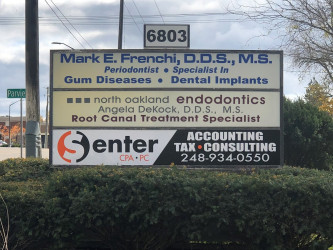 6803
Mark E. Frenchi, D.D.S., M.S.
Periodontist • Specialist In
Gum Diseases • Dental Implants
north oakland endodontics
Angela DeKock, D.D.S., M.S.
Root Canal Treatment Specialist
Senter
CPA • PC
ACCOUNTING
TAX • CONSULTING
248-934-0550